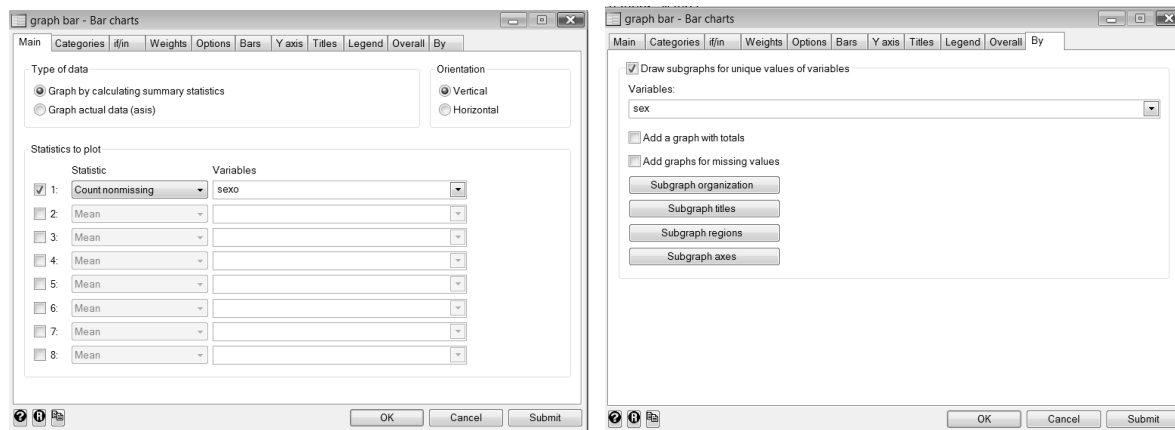 graph bar - Bar charts
Main Categories if/in Weights Options Bars Y axis Titles Legend Overall By
Type of data
Graph by calculating summary statistics
Graph actual data (asis)
Orientation
Vertical
Horizontal
Statistics to plot
Statistic Variables
1: Count nonmissing sexo
2: Mean
3: Mean
4: Mean
5: Mean
6: Mean
7: Mean
8: Mean
OK Cancel Submit
graph bar - Bar charts
Main Categories if/in Weights Options Bars Y axis Titles Legend Overall By
Draw subgraphs for unique values of variables
Variables:
sex
Add a graph with totals
Add graphs for missing values
Subgraph organization
Subgraph titles
Subgraph regions
Subgraph axes
OK Cancel Submit